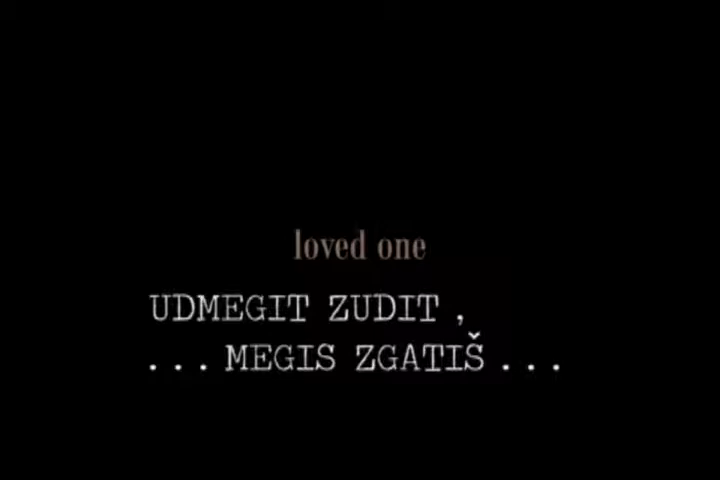 loved one
UDMEGIT ZUDIT ,
... MEGIS ZGATIŠ ...